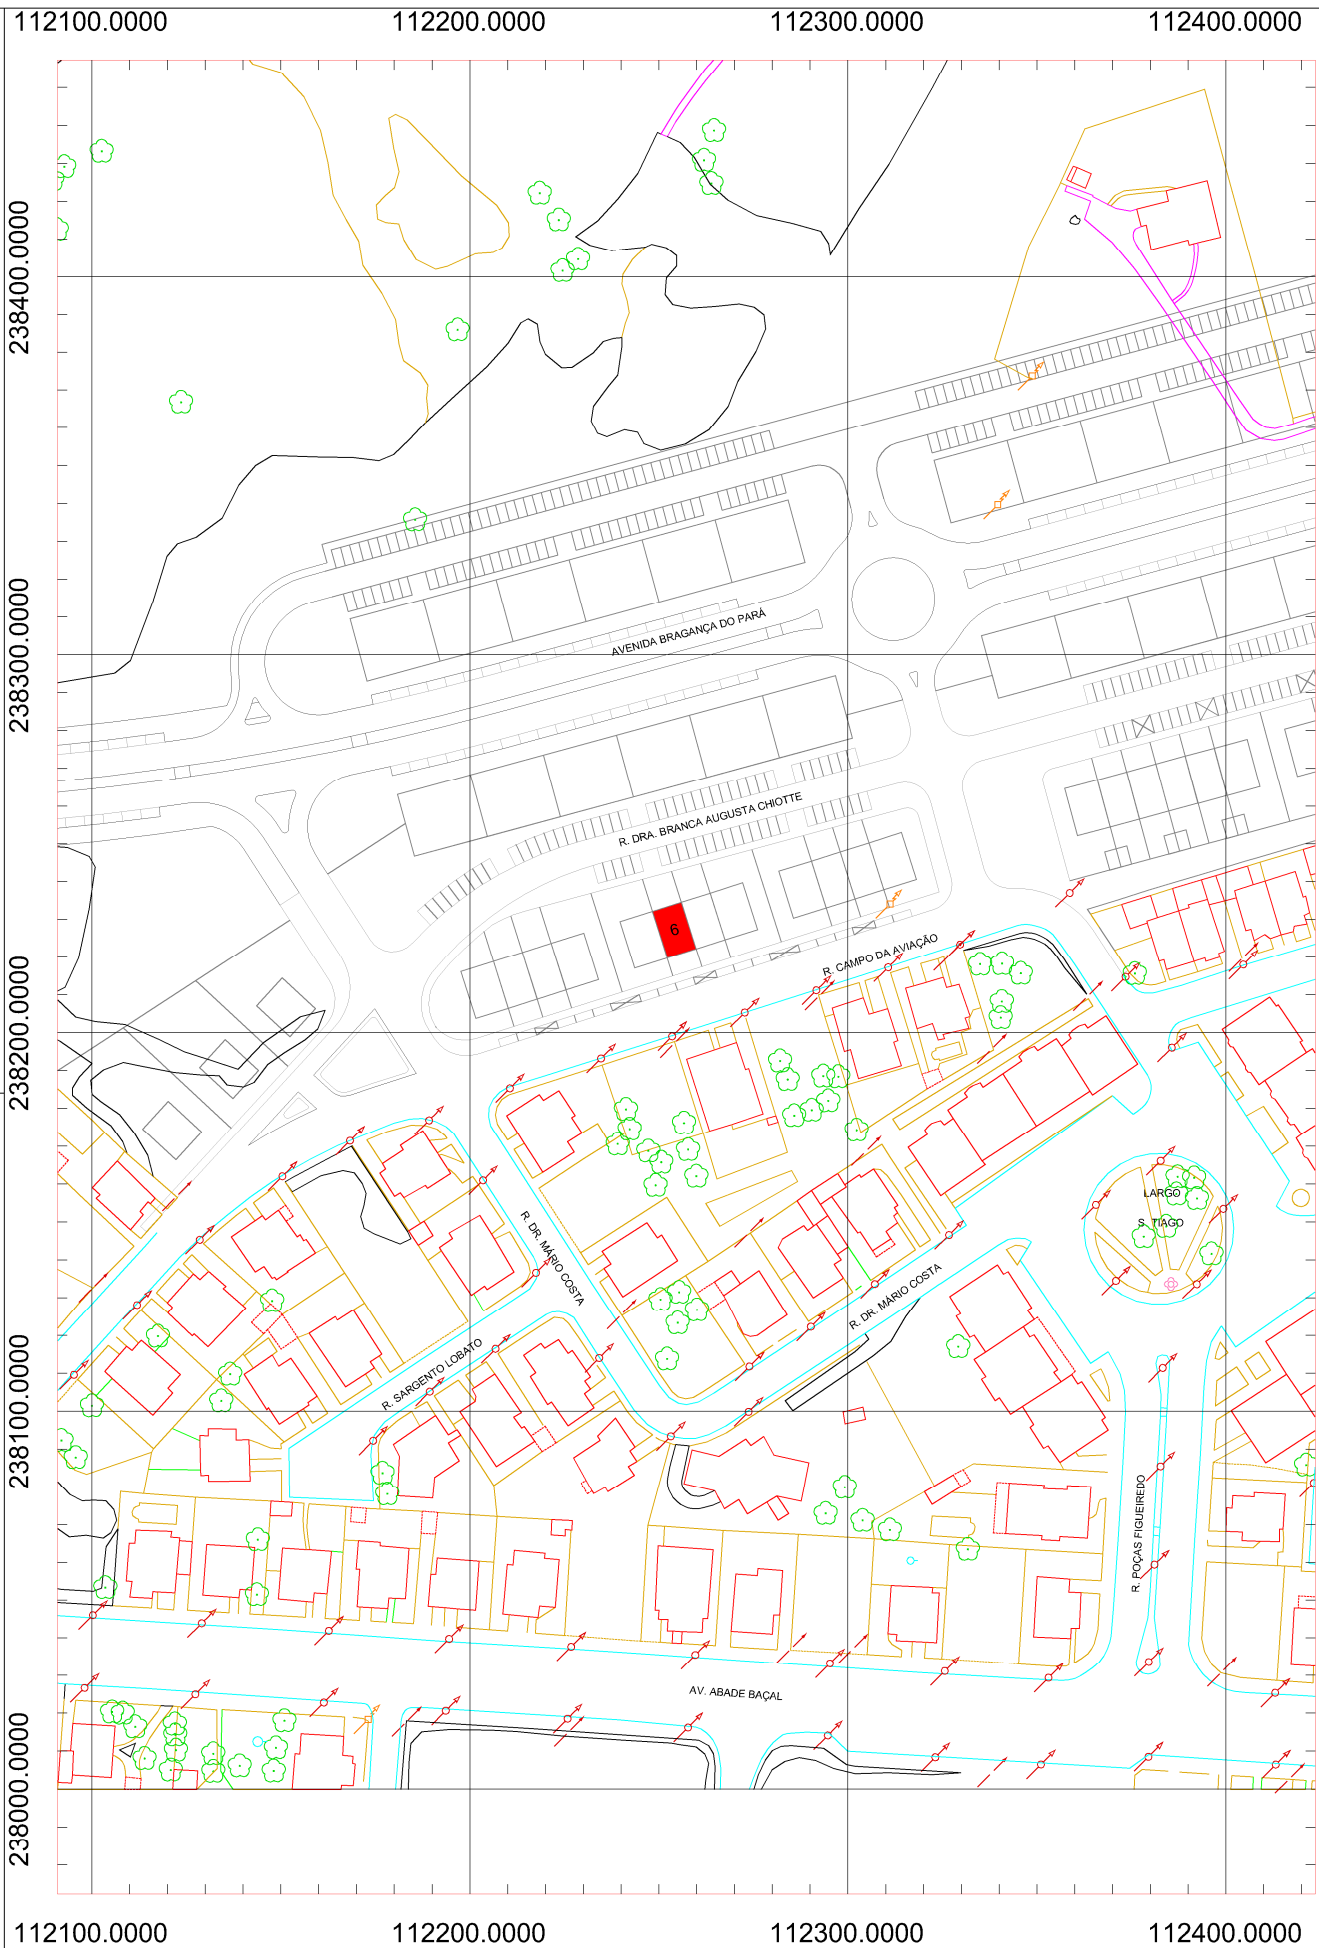 112100.0000 112200.0000 112300.0000 112400.0000
238400.0000
238300.0000
AVENIDA BRAGANÇA DO PARÁ
R. DRA. BRANCA AUGUSTA CHIOTTE
6
R. CAMPO DA AVIAÇÃO
238200.0000
LARGO
S. TIAGO
R. DR. MÁRIO COSTA
R. DR. MÁRIO COSTA
R. SARGENTO LOBATO
238100.0000
R. POÇAS FIGUEIREDO
AV. ABADE BAÇAL
238000.0000
112100.0000 112200.0000 112300.0000 112400.0000